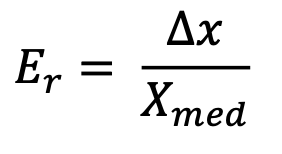 E_r = Δx / X_med